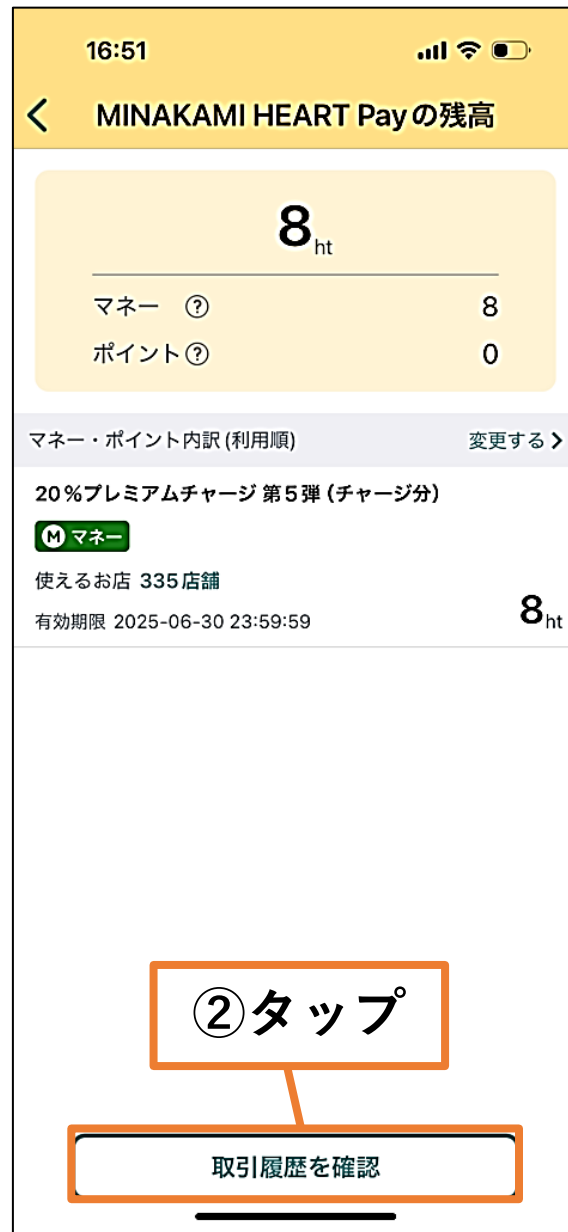 16:51
MINAKAMI HEART Payの残高
8ht
マネー ? 8
ポイント ? 0
マネー・ポイント内訳(利用順) 変更する
20%プレミアムチャージ 第5弾(チャージ分)
M マネー
使えるお店 335店舗
有効期限 2025-06-30 23:59:59 8ht
②タップ
取引履歴を確認